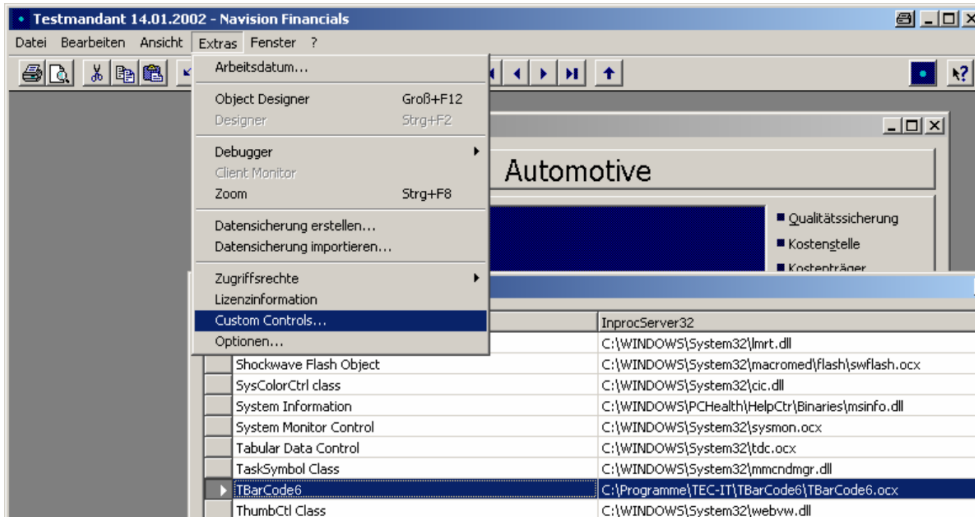 Testmandant 14.01.2002 - Navision Financials
Datei Bearbeiten Ansicht Extras Fenster ?
Arbeitsdatum...
Object Designer Groß+F12
Designer Strg+F2
Debugger
Client Monitor
Zoom Strg+F8
Datensicherung erstellen...
Datensicherung importieren...
Zugriffsrechte
Lizenzinformation
Custom Controls...
Optionen...
Automotive
Qualitätssicherung
Kostenstelle
Kostenträger
InprocServer32
C:\WINDOWS\System32\lmrt.dll
Shockwave Flash Object C:\WINDOWS\System32\macromed\flash\swflash.ocx
SysColorCtrl class C:\WINDOWS\System32\cic.dll
System Information C:\WINDOWS\PCHealth\HelpCtr\Binaries\msinfo.dll
System Monitor Control C:\WINDOWS\System32\sysmon.ocx
Tabular Data Control C:\WINDOWS\System32\tdc.ocx
TaskSymbol Class C:\WINDOWS\System32\mmcndmgr.dll
TBarCode6 C:\Programme\TEC-IT\TBarCode6\TBarCode6.ocx
ThumbCtl Class C:\WINDOWS\System32\webvw.dll